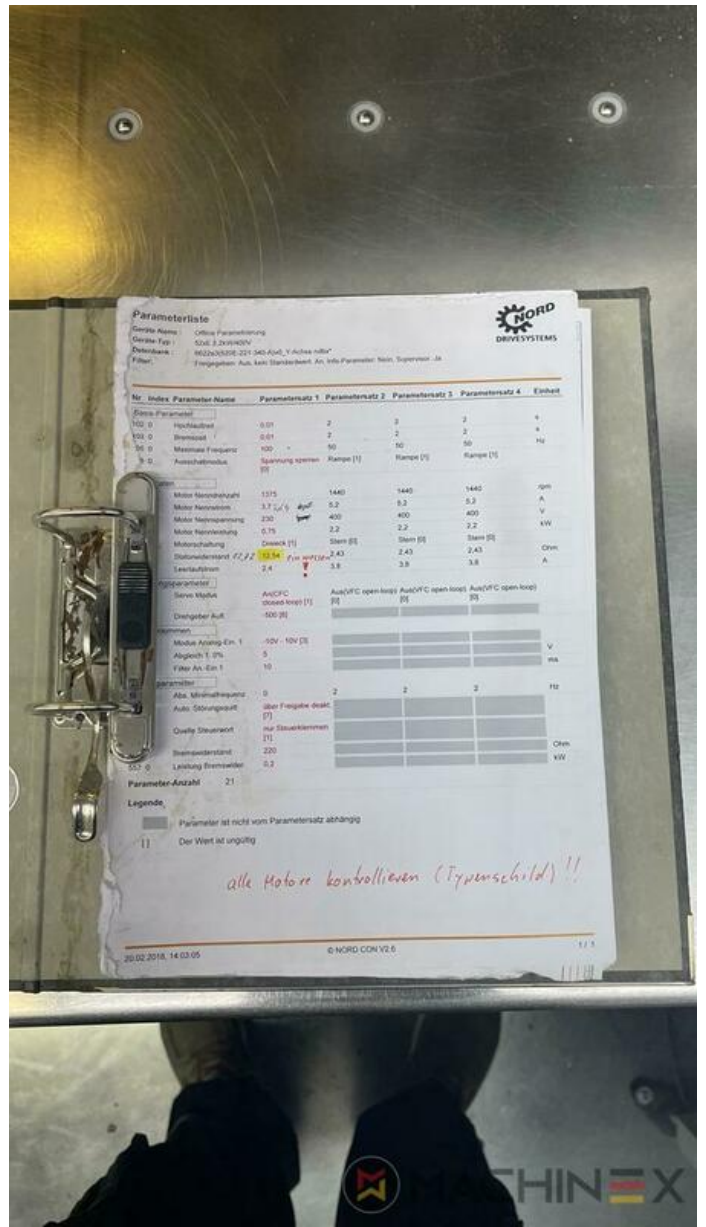 Parameterliste
NORD
DRIVESYSTEMS
Geräte Name : Offline Parametrierung
Geräte-Typ :
Datenbank :
Filter: Freigegeben: Aus, kein Standardwert: An, Info-Parameter: Nein, Supervisor: Ja
Nr. Index Parameter-Name Parametersatz 1 Parametersatz 2 Parametersatz 3 Parametersatz 4 Einheit
Basis-Parameter
102 0 Hochlaufzeit 0.01 2 2 2 s
103 0 Bremszeit 0.01 2 2 2 s
0 Maximale Frequenz 100 50 50 50 Hz
0 Ausschaltmodus Spannung sperren [0] Rampe [1] Rampe [1] Rampe [1]
Motor Nenndrehzahl 1375 1440 1440 1440 rpm
Motor Nennstrom 3,7 5,2 5,2 5,2 A
Motor Nennspannung 230 400 400 400 V
Motor Nennleistung 0,75 2,2 2,2 2,2 kW
Motorschaltung Dreieck [1] Stern [0] Stern [0] Stern [0]
Statorwiderstand 12,54 2,43 2,43 2,43 Ohm
Leerlaufstrom 2,4 3,8 3,8 3,8 A
Servo Modus An(CFC closed-loop) [1] Aus(VFC open-loop) [0] Aus(VFC open-loop) [0] Aus(VFC open-loop) [0]
Drehgeber Aufl. -500 [8]
Modus Analog-Ein. 1 -10V - 10V [3]
Abgleich 1: 0% 5 V
Filter An.-Ein 1 10 ms
Abs. Minimalfrequenz 0 2 2 2 Hz
Auto. Störungsquitt. über Freigabe deakt. [7]
Quelle Steuerwort nur Steuerklemmen [1]
Bremswiderstand 220 Ohm
557 0 Leistung Bremswider 0,2 kW
Parameter-Anzahl 21
Legende
Parameter ist nicht vom Parametersatz abhängig
[ ] Der Wert ist ungültig
alle Motore kontrollieren (Typenschild) !!
20.02.2018, 14:03:05 © NORD CON V2.6 1 / 1
MACHINEX